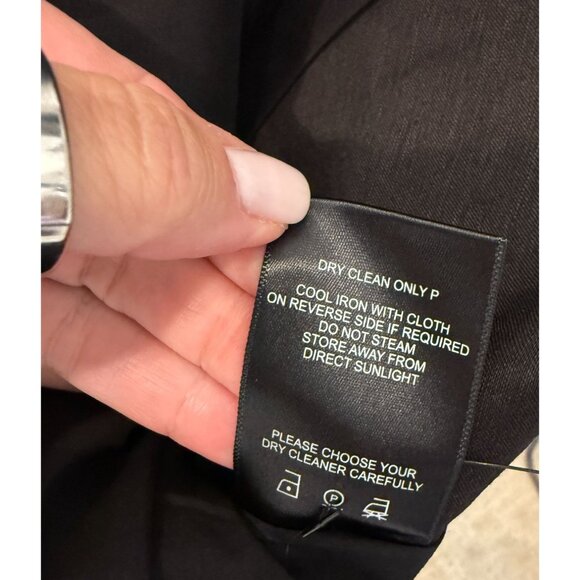 DRY CLEAN ONLY P
COOL IRON WITH CLOTH
ON REVERSE SIDE IF REQUIRED
DO NOT STEAM
STORE AWAY FROM
DIRECT SUNLIGHT
PLEASE CHOOSE YOUR
DRY CLEANER CAREFULLY
P